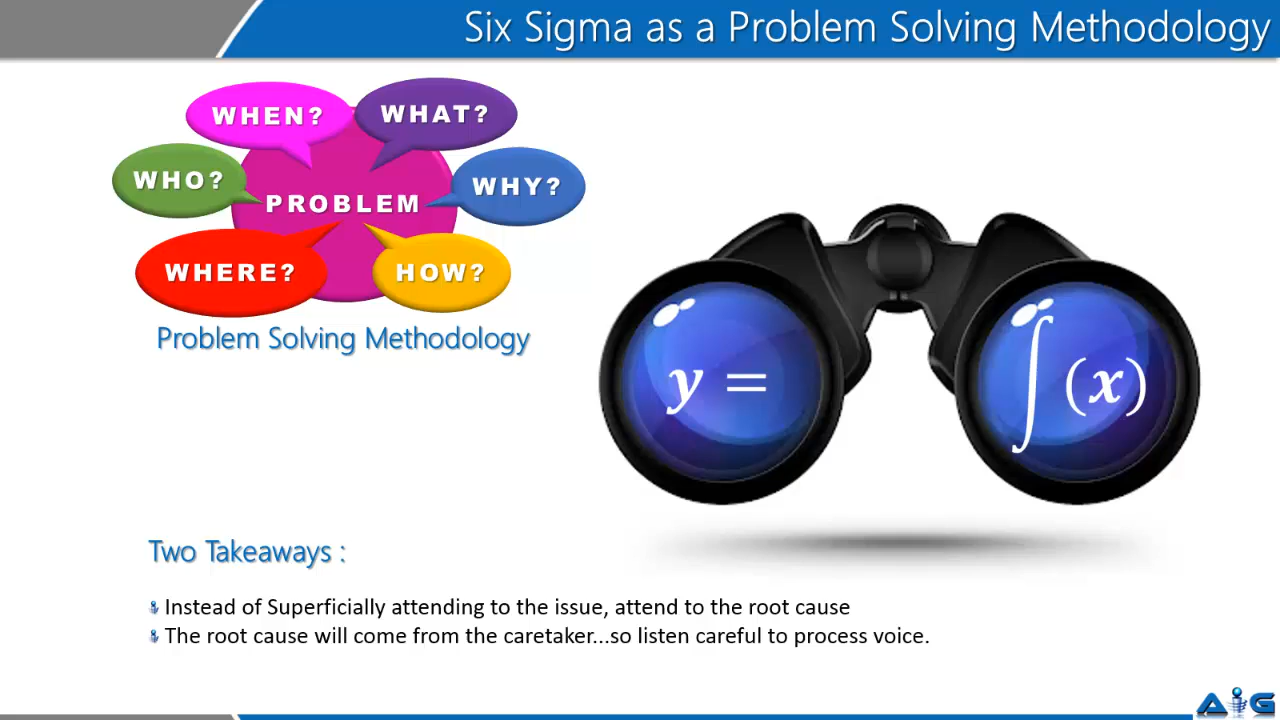 Six Sigma as a Problem Solving Methodology
WHEN?
WHAT?
WHO?
WHY?
PROBLEM
WHERE?
HOW?
Problem Solving Methodology
y =
∫(x)
Two Takeaways :
Instead of Superficially attending to the issue, attend to the root cause
The root cause will come from the caretaker...so listen careful to process voice.
AiG